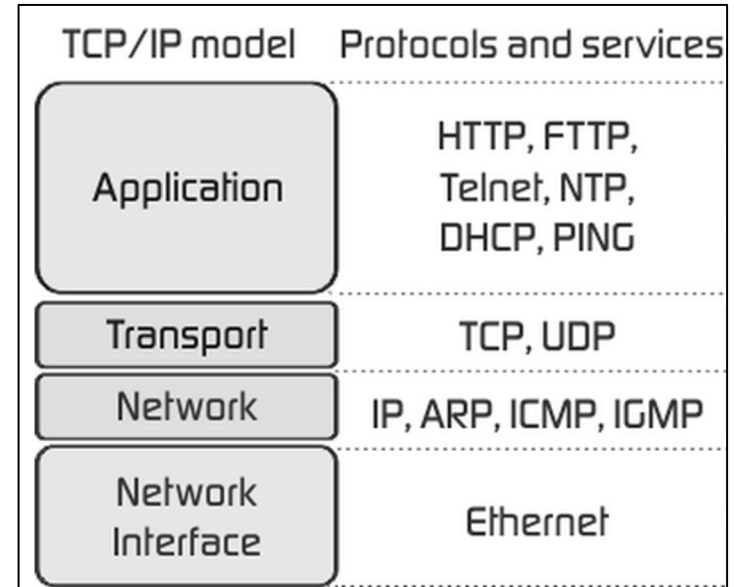 TCP/IP model Protocols and services
Application
HTTP, FTTP,
Telnet, NTP,
DHCP, PING
Transport
TCP, UDP
Network
IP, ARP, ICMP, IGMP
Network
Interface
Ethernet